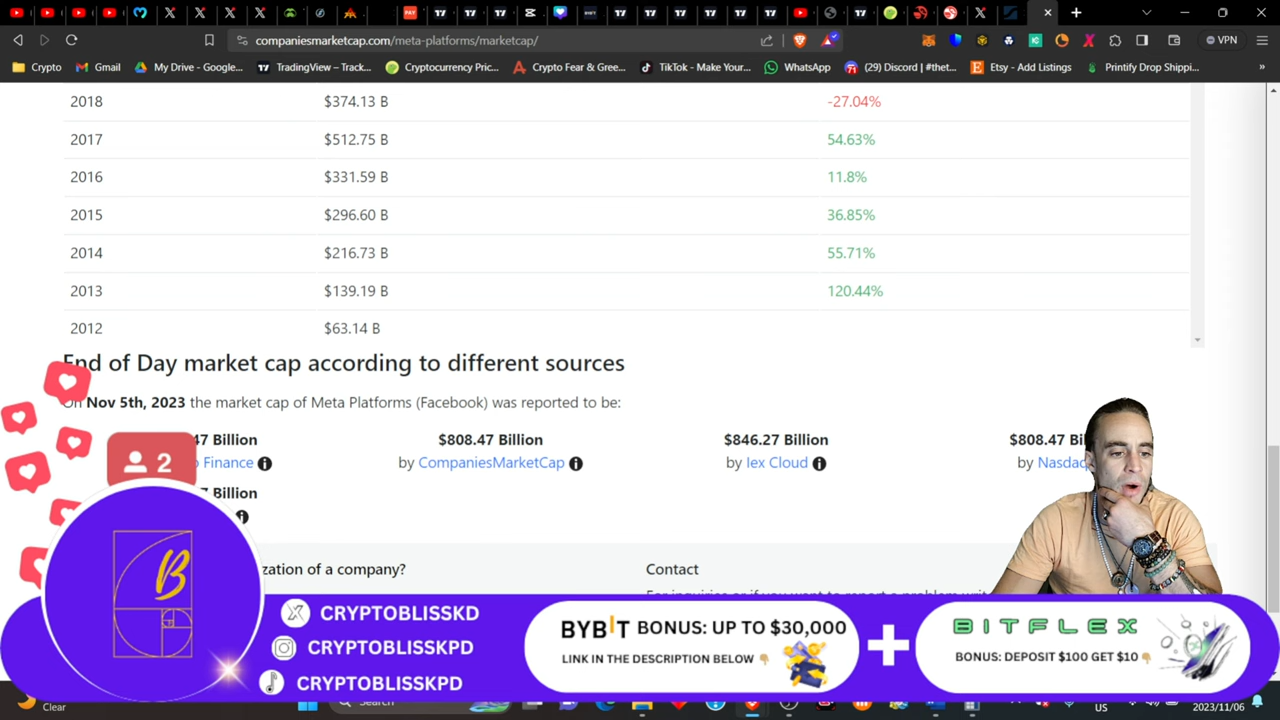 companiesmarketcap.com/meta-platforms/marketcap/
VPN
Crypto
Gmail
My Drive - Google...
TradingView – Track...
Cryptocurrency Pric...
Crypto Fear & Gree...
TikTok - Make Your...
WhatsApp
(29) Discord | #thet...
Etsy - Add Listings
Printify Drop Shippi...
2018 $374.13 B -27.04%
2017 $512.75 B 54.63%
2016 $331.59 B 11.8%
2015 $296.60 B 36.85%
2014 $216.73 B 55.71%
2013 $139.19 B 120.44%
2012 $63.14 B
End of Day market cap according to different sources
On Nov 5th, 2023 the market cap of Meta Platforms (Facebook) was reported to be:
47 Billion $808.47 Billion $846.27 Billion $808.47
Finance by CompaniesMarketCap by Iex Cloud by
2
Billion
zation of a company? Contact
B
CRYPTOBLISSKD
CRYPTOBLISSKPD
CRYPTOBLISSKPD
BYBIT BONUS: UP TO $30,000
LINK IN THE DESCRIPTION BELOW
BITFLEX
BONUS: DEPOSIT $100 GET $10
Clear
Search
US
2023/11/06